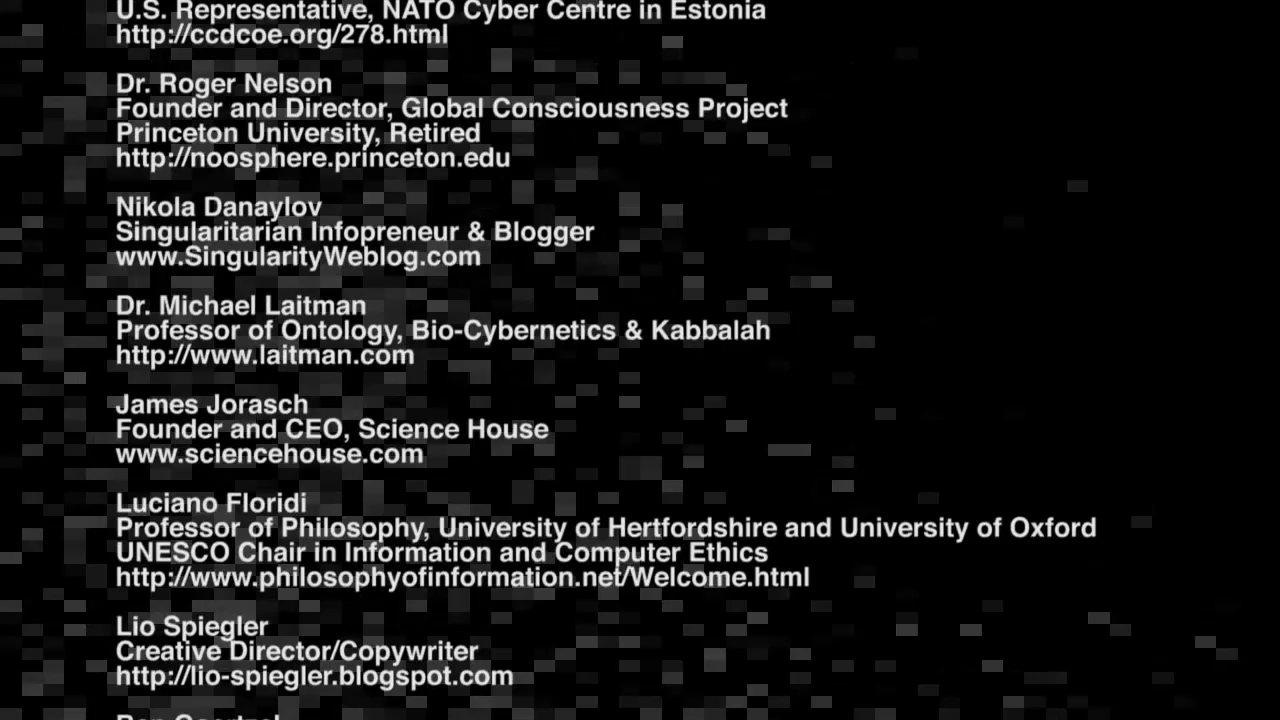 U.S. Representative, NATO Cyber Centre in Estonia
http://ccdcoe.org/278.html
Dr. Roger Nelson
Founder and Director, Global Consciousness Project
Princeton University, Retired
http://noosphere.princeton.edu
Nikola Danaylov
Singularitarian Infopreneur & Blogger
www.SingularityWeblog.com
Dr. Michael Laitman
Professor of Ontology, Bio-Cybernetics & Kabbalah
http://www.laitman.com
James Jorasch
Founder and CEO, Science House
www.sciencehouse.com
Luciano Floridi
Professor of Philosophy, University of Hertfordshire and University of Oxford
UNESCO Chair in Information and Computer Ethics
http://www.philosophyofinformation.net/Welcome.html
Lio Spiegler
Creative Director/Copywriter
http://lio-spiegler.blogspot.com